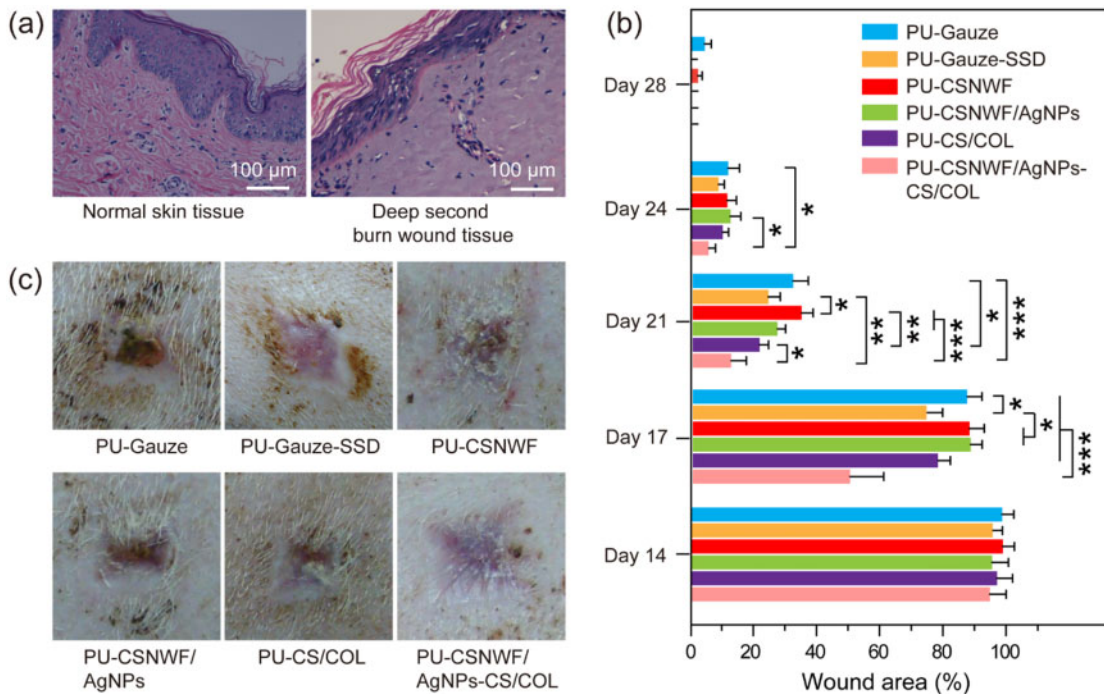 (a)
100 μm
100 μm
Normal skin tissue
Deep second
burn wound tissue
(c)
PU-Gauze
PU-Gauze-SSD
PU-CSNWF
PU-CSNWF/
AgNPs
PU-CS/COL
PU-CSNWF/
AgNPs-CS/COL
(b)
PU-Gauze
PU-Gauze-SSD
PU-CSNWF
PU-CSNWF/AgNPs
PU-CS/COL
PU-CSNWF/AgNPs-
CS/COL
Day 28
Day 24
*
*
Day 21
*
*
**
**
***
*
***
Day 17
*
*
***
Day 14
0 20 40 60 80 100
Wound area (%)